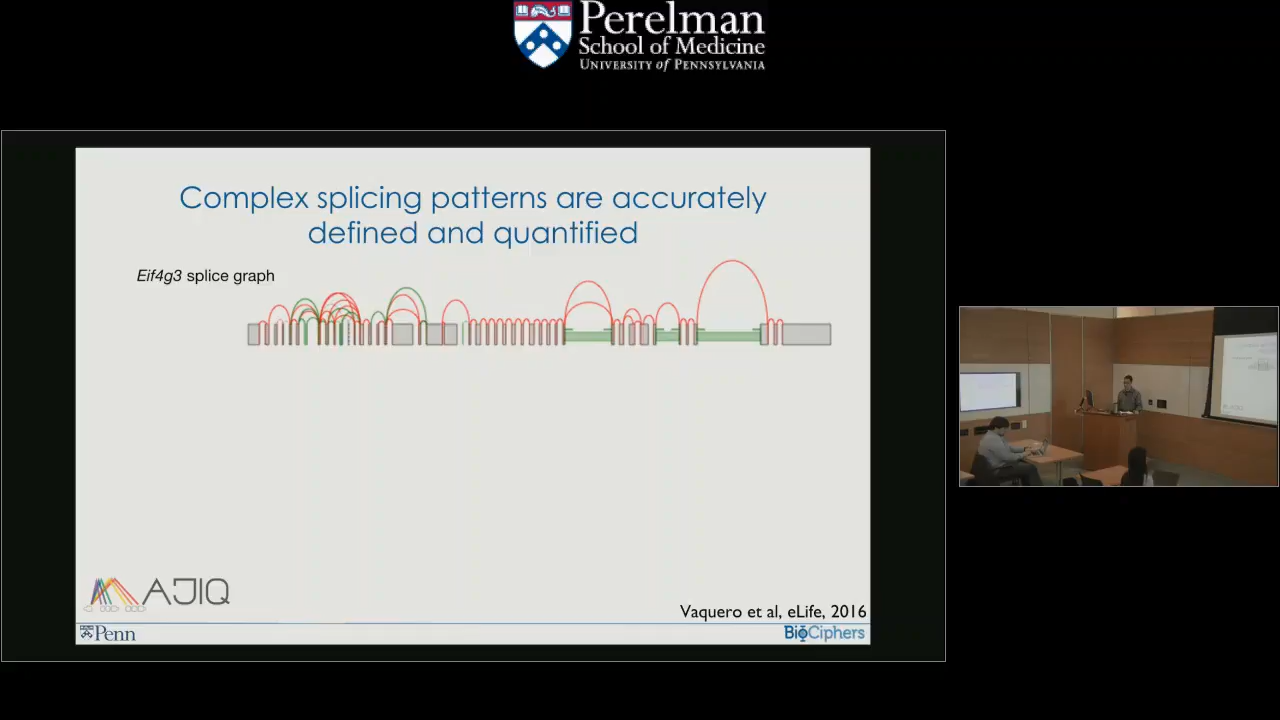 Perelman
School of Medicine
UNIVERSITY of PENNSYLVANIA
Complex splicing patterns are accurately
defined and quantified
Eif4g3 splice graph
MAJIQ
Vaquero et al, eLife, 2016
Penn
BioCiphers